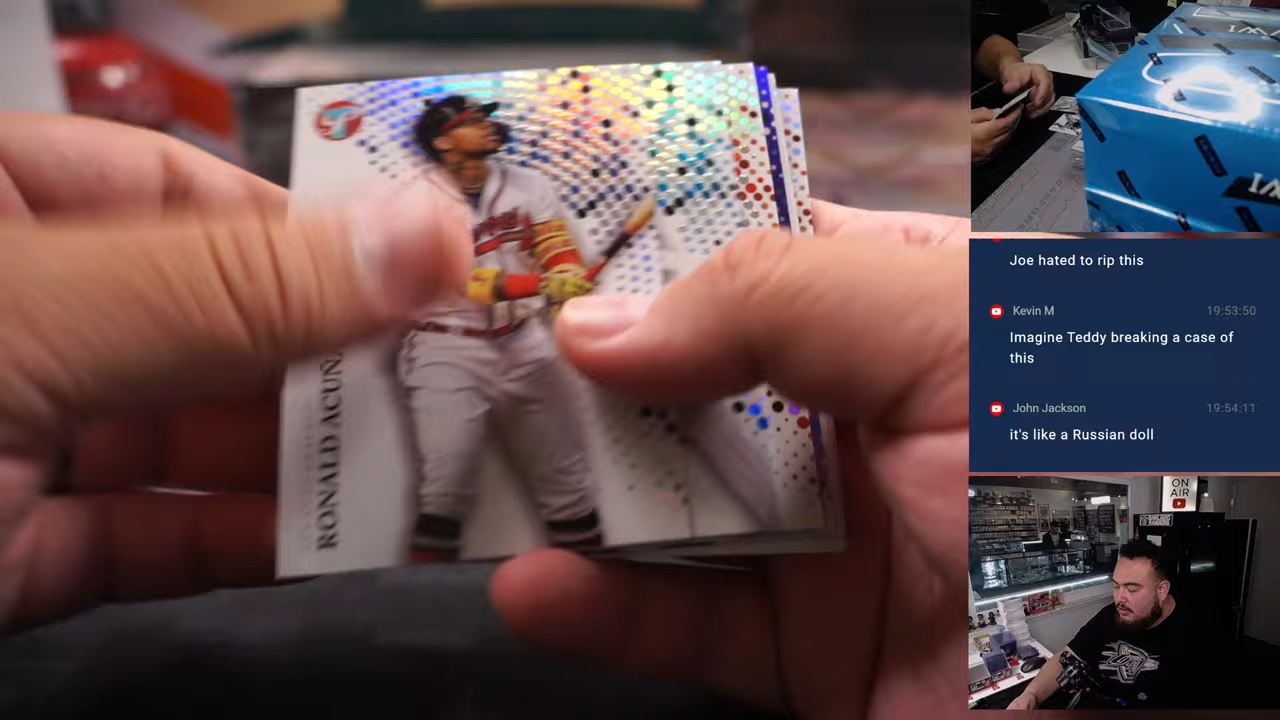 RONALD ACUÑA
Joe hated to rip this
Kevin M 19:53:50
Imagine Teddy breaking a case of
this
John Jackson 19:54:11
it's like a Russian doll
ON
AIR